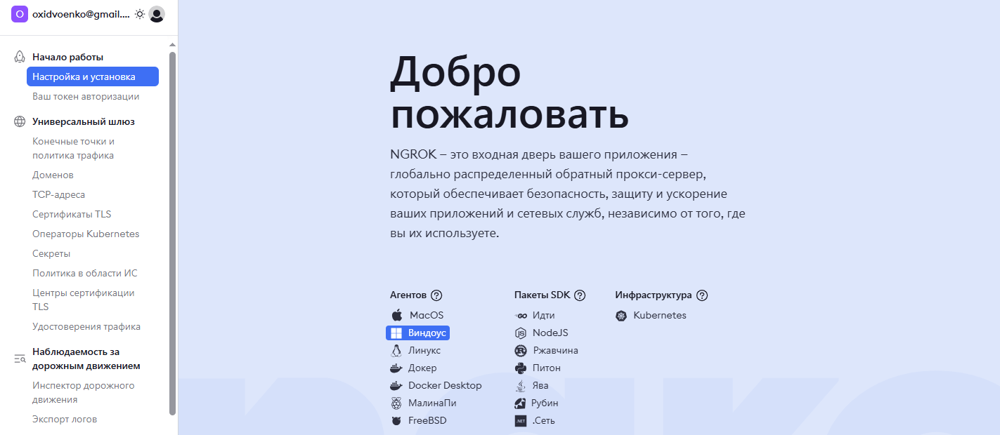 O oxidvoenko@gmail....
Начало работы
Настройка и установка
Ваш токен авторизации
Универсальный шлюз
Конечные точки и
политика трафика
Доменов
TCP-адреса
Сертификаты TLS
Операторы Kubernetes
Секреты
Политика в области ИС
Центры сертификации
TLS
Удостоверения трафика
Наблюдаемость за
дорожным движением
Инспектор дорожного
движения
Экспорт логов
Добро
пожаловать
NGROK – это входная дверь вашего приложения –
глобально распределенный обратный прокси-сервер,
который обеспечивает безопасность, защиту и ускорение
ваших приложений и сетевых служб, независимо от того, где
вы их используете.
Агентов ?
MacOS
Виндоус
Линукс
Докер
Docker Desktop
МалинаПи
FreeBSD
Пакеты SDK ?
GO Идти
JS NodeJS
R Ржавчина
Питон
Ява
Рубин
.NET .Сеть
Инфраструктура ?
Kubernetes